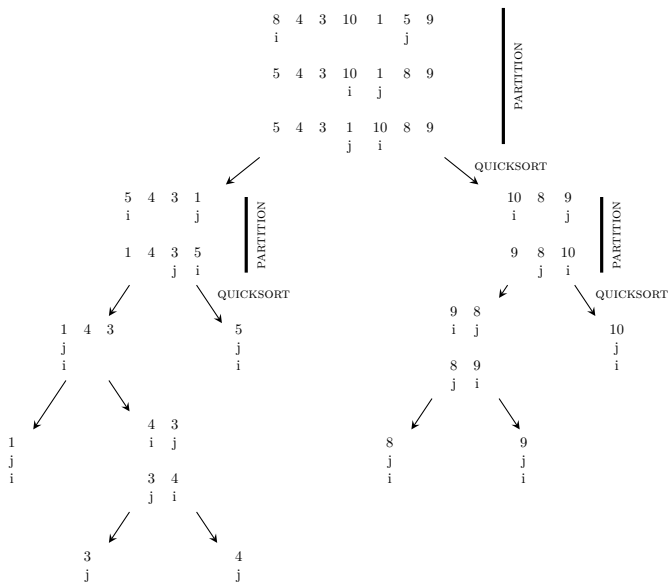 8 4 3 10 1 5 9
i j
5 4 3 10 1 8 9
i j
PARTITION
5 4 3 1 10 8 9
j i
QUICKSORT
5 4 3 1
i j
1 4 3 5
j i
PARTITION
10 8 9
i j
9 8 10
j i
PARTITION
QUICKSORT
QUICKSORT
1 4 3
j
i
5
j
i
9 8
i j
8 9
j i
10
j
i
1
j
i
4 3
i j
3 4
j i
8
j
i
9
j
i
3
j
4
j